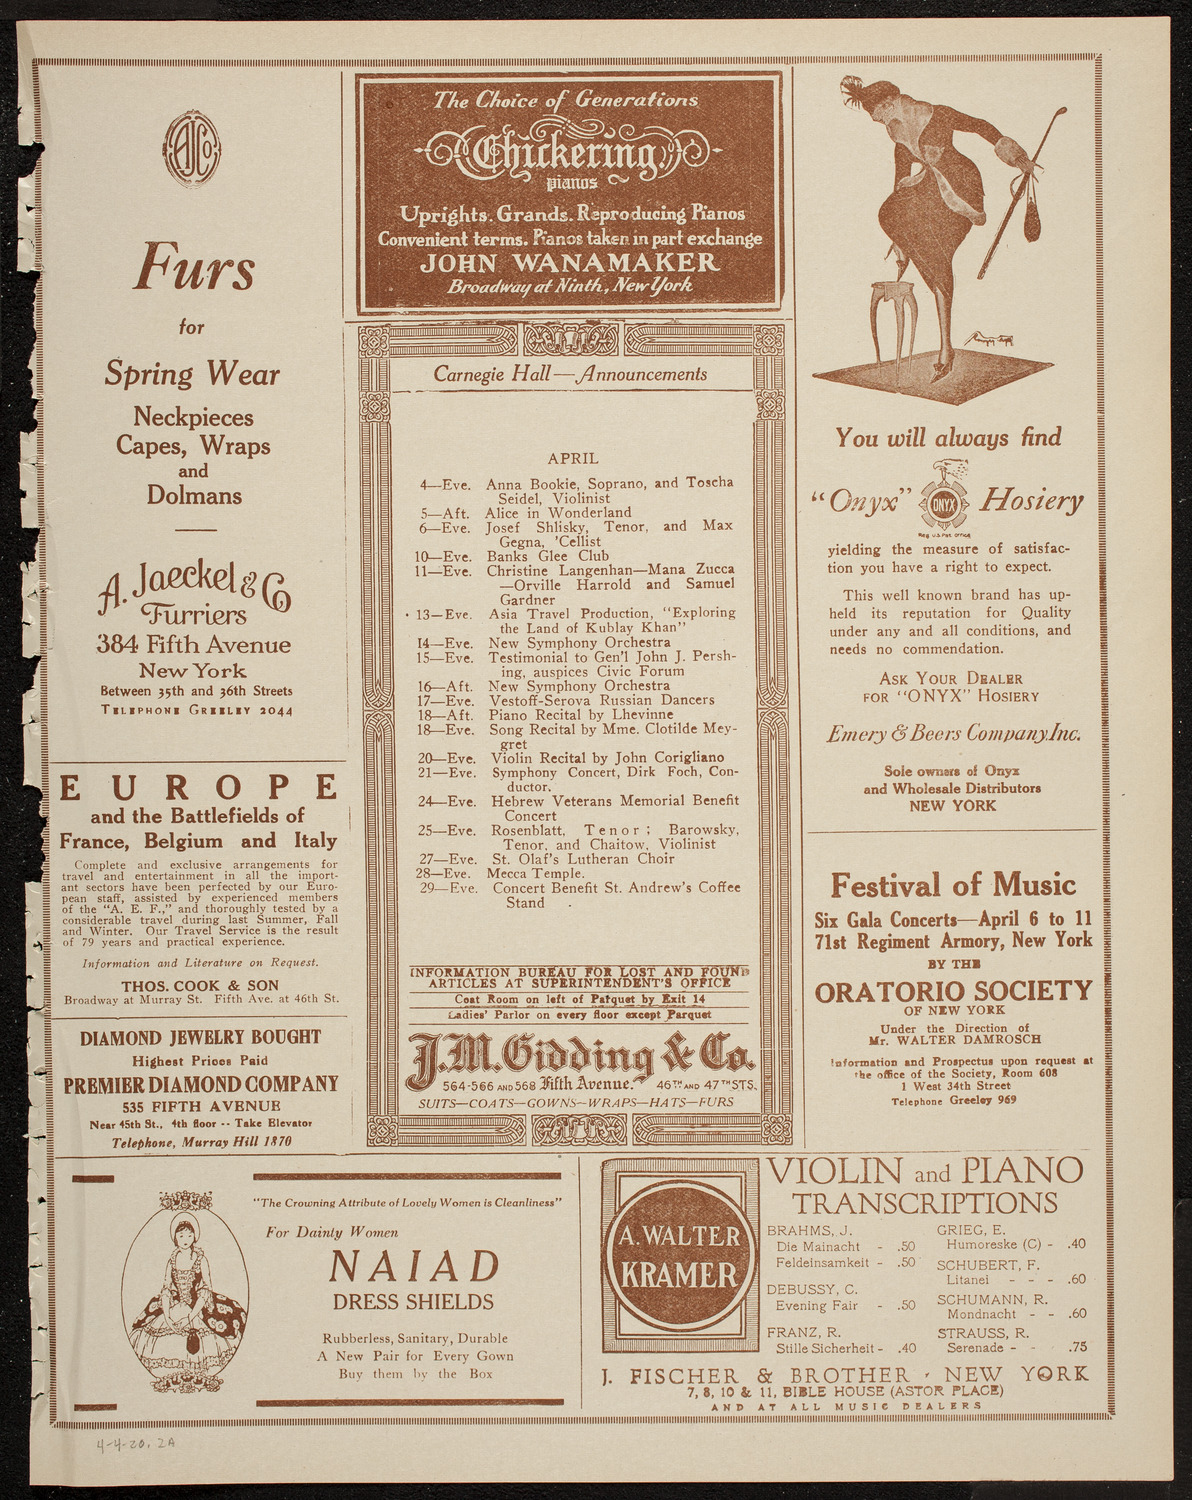 AJCo
Furs
for
Spring Wear
Neckpieces
Capes, Wraps
and
Dolmans
A. Jaeckel & Co
Furriers
384 Fifth Avenue
New York
Between 35th and 36th Streets
TELEPHONE GREELEY 2044
EUROPE
and the Battlefields of
France, Belgium and Italy
Complete and exclusive arrangements for
travel and entertainment in all the import-
ant sectors have been perfected by our Euro-
pean staff, assisted by experienced members
of the "A. E. F.," and thoroughly tested by a
considerable travel during last Summer, Fall
and Winter. Our Travel Service is the result
of 79 years and practical experience.
Information and Literature on Request.
THOS. COOK & SON
Broadway at Murray St. Fifth Ave. at 46th St.
DIAMOND JEWELRY BOUGHT
Highest Prices Paid
PREMIER DIAMOND COMPANY
535 FIFTH AVENUE
Near 45th St., 4th floor -- Take Elevator
Telephone, Murray Hill 1870
The Choice of Generations
Chickering
pianos
Uprights. Grands. Reproducing Pianos
Convenient terms. Pianos taken in part exchange
JOHN WANAMAKER
Broadway at Ninth, New York
Carnegie Hall—Announcements
APRIL
4—Eve. Anna Bookie, Soprano, and Toscha
Seidel, Violinist
5—Aft. Alice in Wonderland
6—Eve. Josef Shlisky, Tenor, and Max
Gegna, 'Cellist
10—Eve. Banks Glee Club
11—Eve. Christine Langenhan—Mana Zucca
—Orville Harrold and Samuel
Gardner
13—Eve. Asia Travel Production, "Exploring
the Land of Kublay Khan"
14—Eve. New Symphony Orchestra
15—Eve. Testimonial to Gen'l John J. Persh-
ing, auspices Civic Forum
16—Aft. New Symphony Orchestra
17—Eve. Vestoff-Serova Russian Dancers
18—Aft. Piano Recital by Lhevinne
18—Eve. Song Recital by Mme. Clotilde Mey-
gret
20—Eve. Violin Recital by John Corigliano
21—Eve. Symphony Concert, Dirk Foch, Con-
ductor.
24—Eve. Hebrew Veterans Memorial Benefit
Concert
25—Eve. Rosenblatt, Tenor; Barowsky,
Tenor, and Chaitow, Violinist
27—Eve. St. Olaf's Lutheran Choir
28—Eve. Mecca Temple.
29—Eve. Concert Benefit St. Andrew's Coffee
Stand
INFORMATION BUREAU FOR LOST AND FOUND
ARTICLES AT SUPERINTENDENT'S OFFICE
Coat Room on left of Parquet by Exit 14
Ladies' Parlor on every floor except Parquet
J.M.Gidding & Co.
564-566 AND 568 Fifth Avenue. 46TH AND 47TH STS.
SUITS—COATS—GOWNS—WRAPS—HATS—FURS
You will always find
"Onyx" ONYX Hosiery
Reg. U.S. Pat. Office
yielding the measure of satisfac-
tion you have a right to expect.
This well known brand has up-
held its reputation for Quality
under any and all conditions, and
needs no commendation.
ASK YOUR DEALER
FOR "ONYX" HOSIERY
Emery & Beers Company, Inc.
Sole owners of Onyx
and Wholesale Distributors
NEW YORK
Festival of Music
Six Gala Concerts—April 6 to 11
71st Regiment Armory, New York
BY THE
ORATORIO SOCIETY
OF NEW YORK
Under the Direction of
Mr. WALTER DAMROSCH
Information and Prospectus upon request at
the office of the Society, Room 608
1 West 34th Street
Telephone Greeley 969
"The Crowning Attribute of Lovely Women is Cleanliness"
For Dainty Women
NAIAD
DRESS SHIELDS
Rubberless, Sanitary, Durable
A New Pair for Every Gown
Buy them by the Box
A. WALTER
KRAMER
VIOLIN and PIANO
TRANSCRIPTIONS
BRAHMS, J.
Die Mainacht - .50
Feldeinsamkeit - .50
DEBUSSY, C.
Evening Fair - .50
FRANZ, R.
Stille Sicherheit - .40
GRIEG, E.
Humoreske (C) - .40
SCHUBERT, F.
Litanei - - - .60
SCHUMANN, R.
Mondnacht - - .60
STRAUSS, R.
Serenade - - .75
J. FISCHER & BROTHER - NEW YORK
7, 8, 10 & 11, BIBLE HOUSE (ASTOR PLACE)
AND AT ALL MUSIC DEALERS
4-4-20. 2A